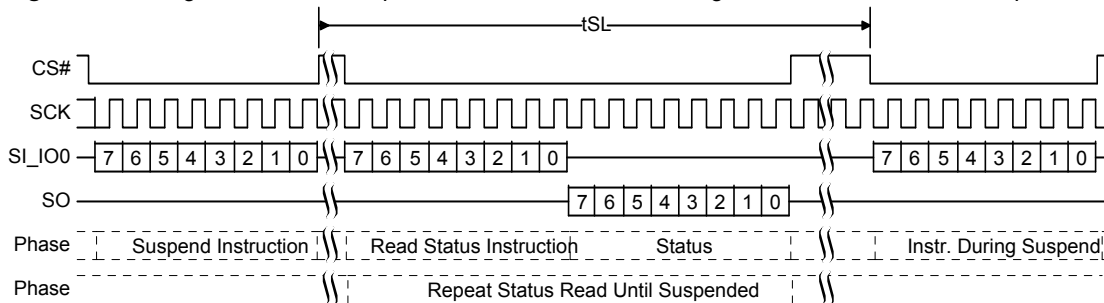 tSL
CS#
SCK
SI_IO0 7 6 5 4 3 2 1 0 7 6 5 4 3 2 1 0 7 6 5 4 3 2 1 0
SO 7 6 5 4 3 2 1 0
Phase Suspend Instruction Read Status Instruction Status Instr. During Suspend
Phase Repeat Status Read Until Suspended